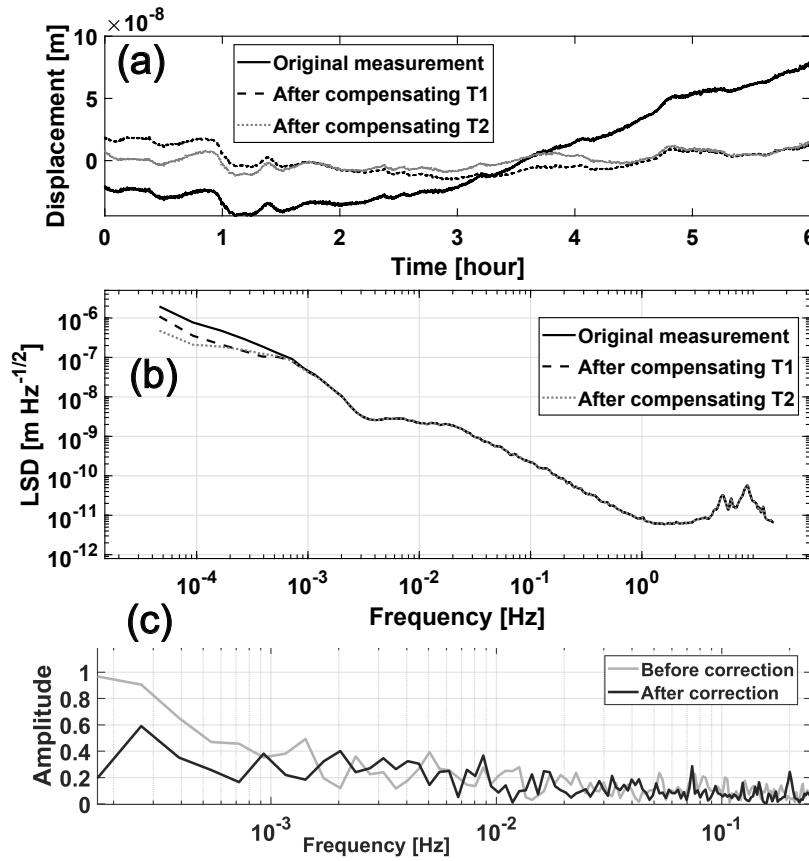 ×10⁻⁸
(a)
Displacement [m]
10
5
0
Original measurement
After compensating T1
After compensating T2
0 1 2 3 4 5 6
Time [hour]
(b)
LSD [m Hz⁻¹ᐟ²]
10⁻⁶
10⁻⁷
10⁻⁸
10⁻⁹
10⁻¹⁰
10⁻¹¹
10⁻¹²
Original measurement
After compensating T1
After compensating T2
10⁻⁴ 10⁻³ 10⁻² 10⁻¹ 10⁰
Frequency [Hz]
(c)
Amplitude
1
0.8
0.6
0.4
0.2
0
Before correction
After correction
10⁻³ 10⁻² 10⁻¹
Frequency [Hz]